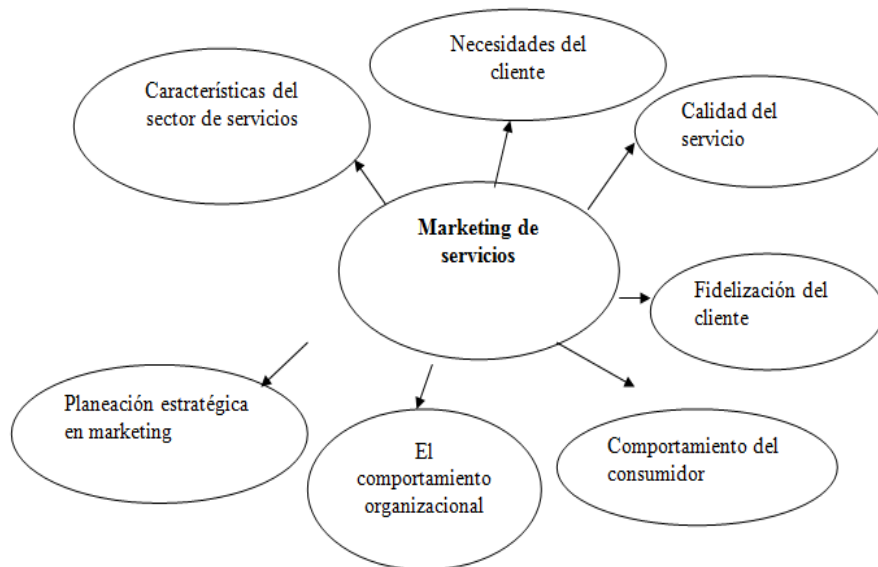 Necesidades del
cliente
Características del
sector de servicios
Calidad del
servicio
Marketing de
servicios
Fidelización del
cliente
Planeación estratégica
en marketing
El
comportamiento
organizacional
Comportamiento del
consumidor